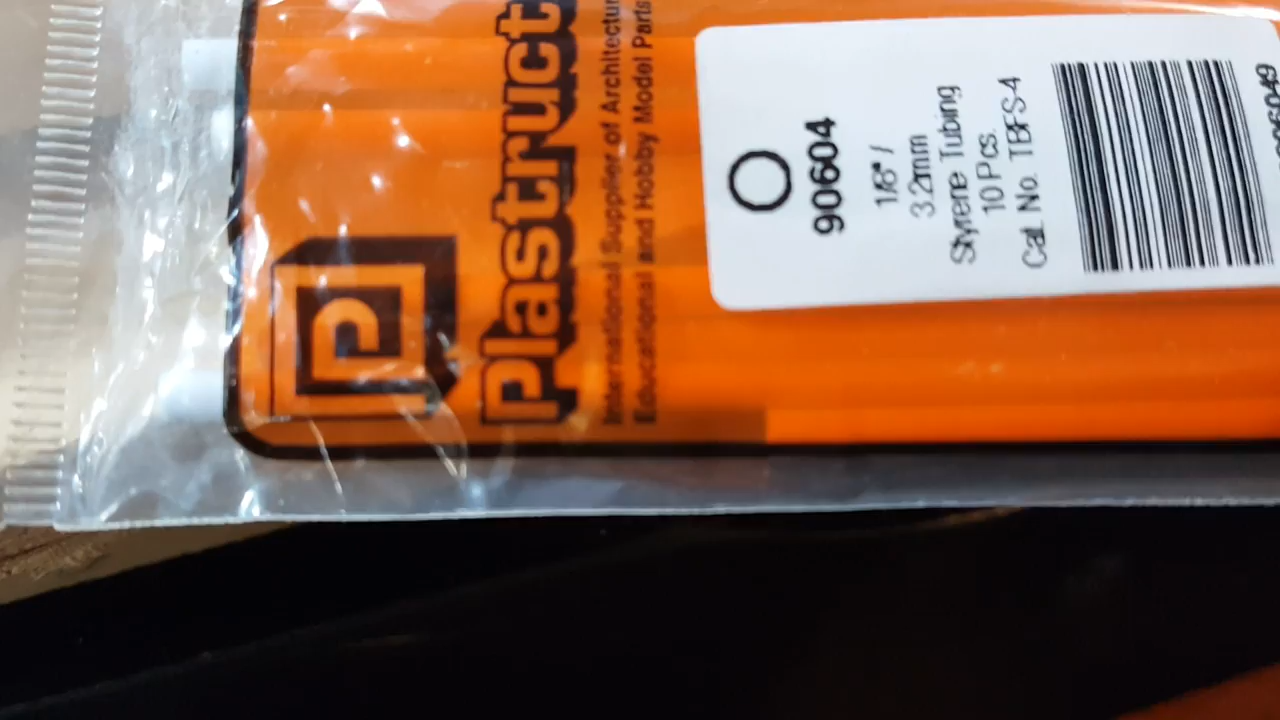 Plastruct
International Supplier of Architectur
Educational and Hobby Model Parts
90604
1/8" /
3.2mm
Styrene Tubing
10 Pcs.
Cat. No. TBFS-4